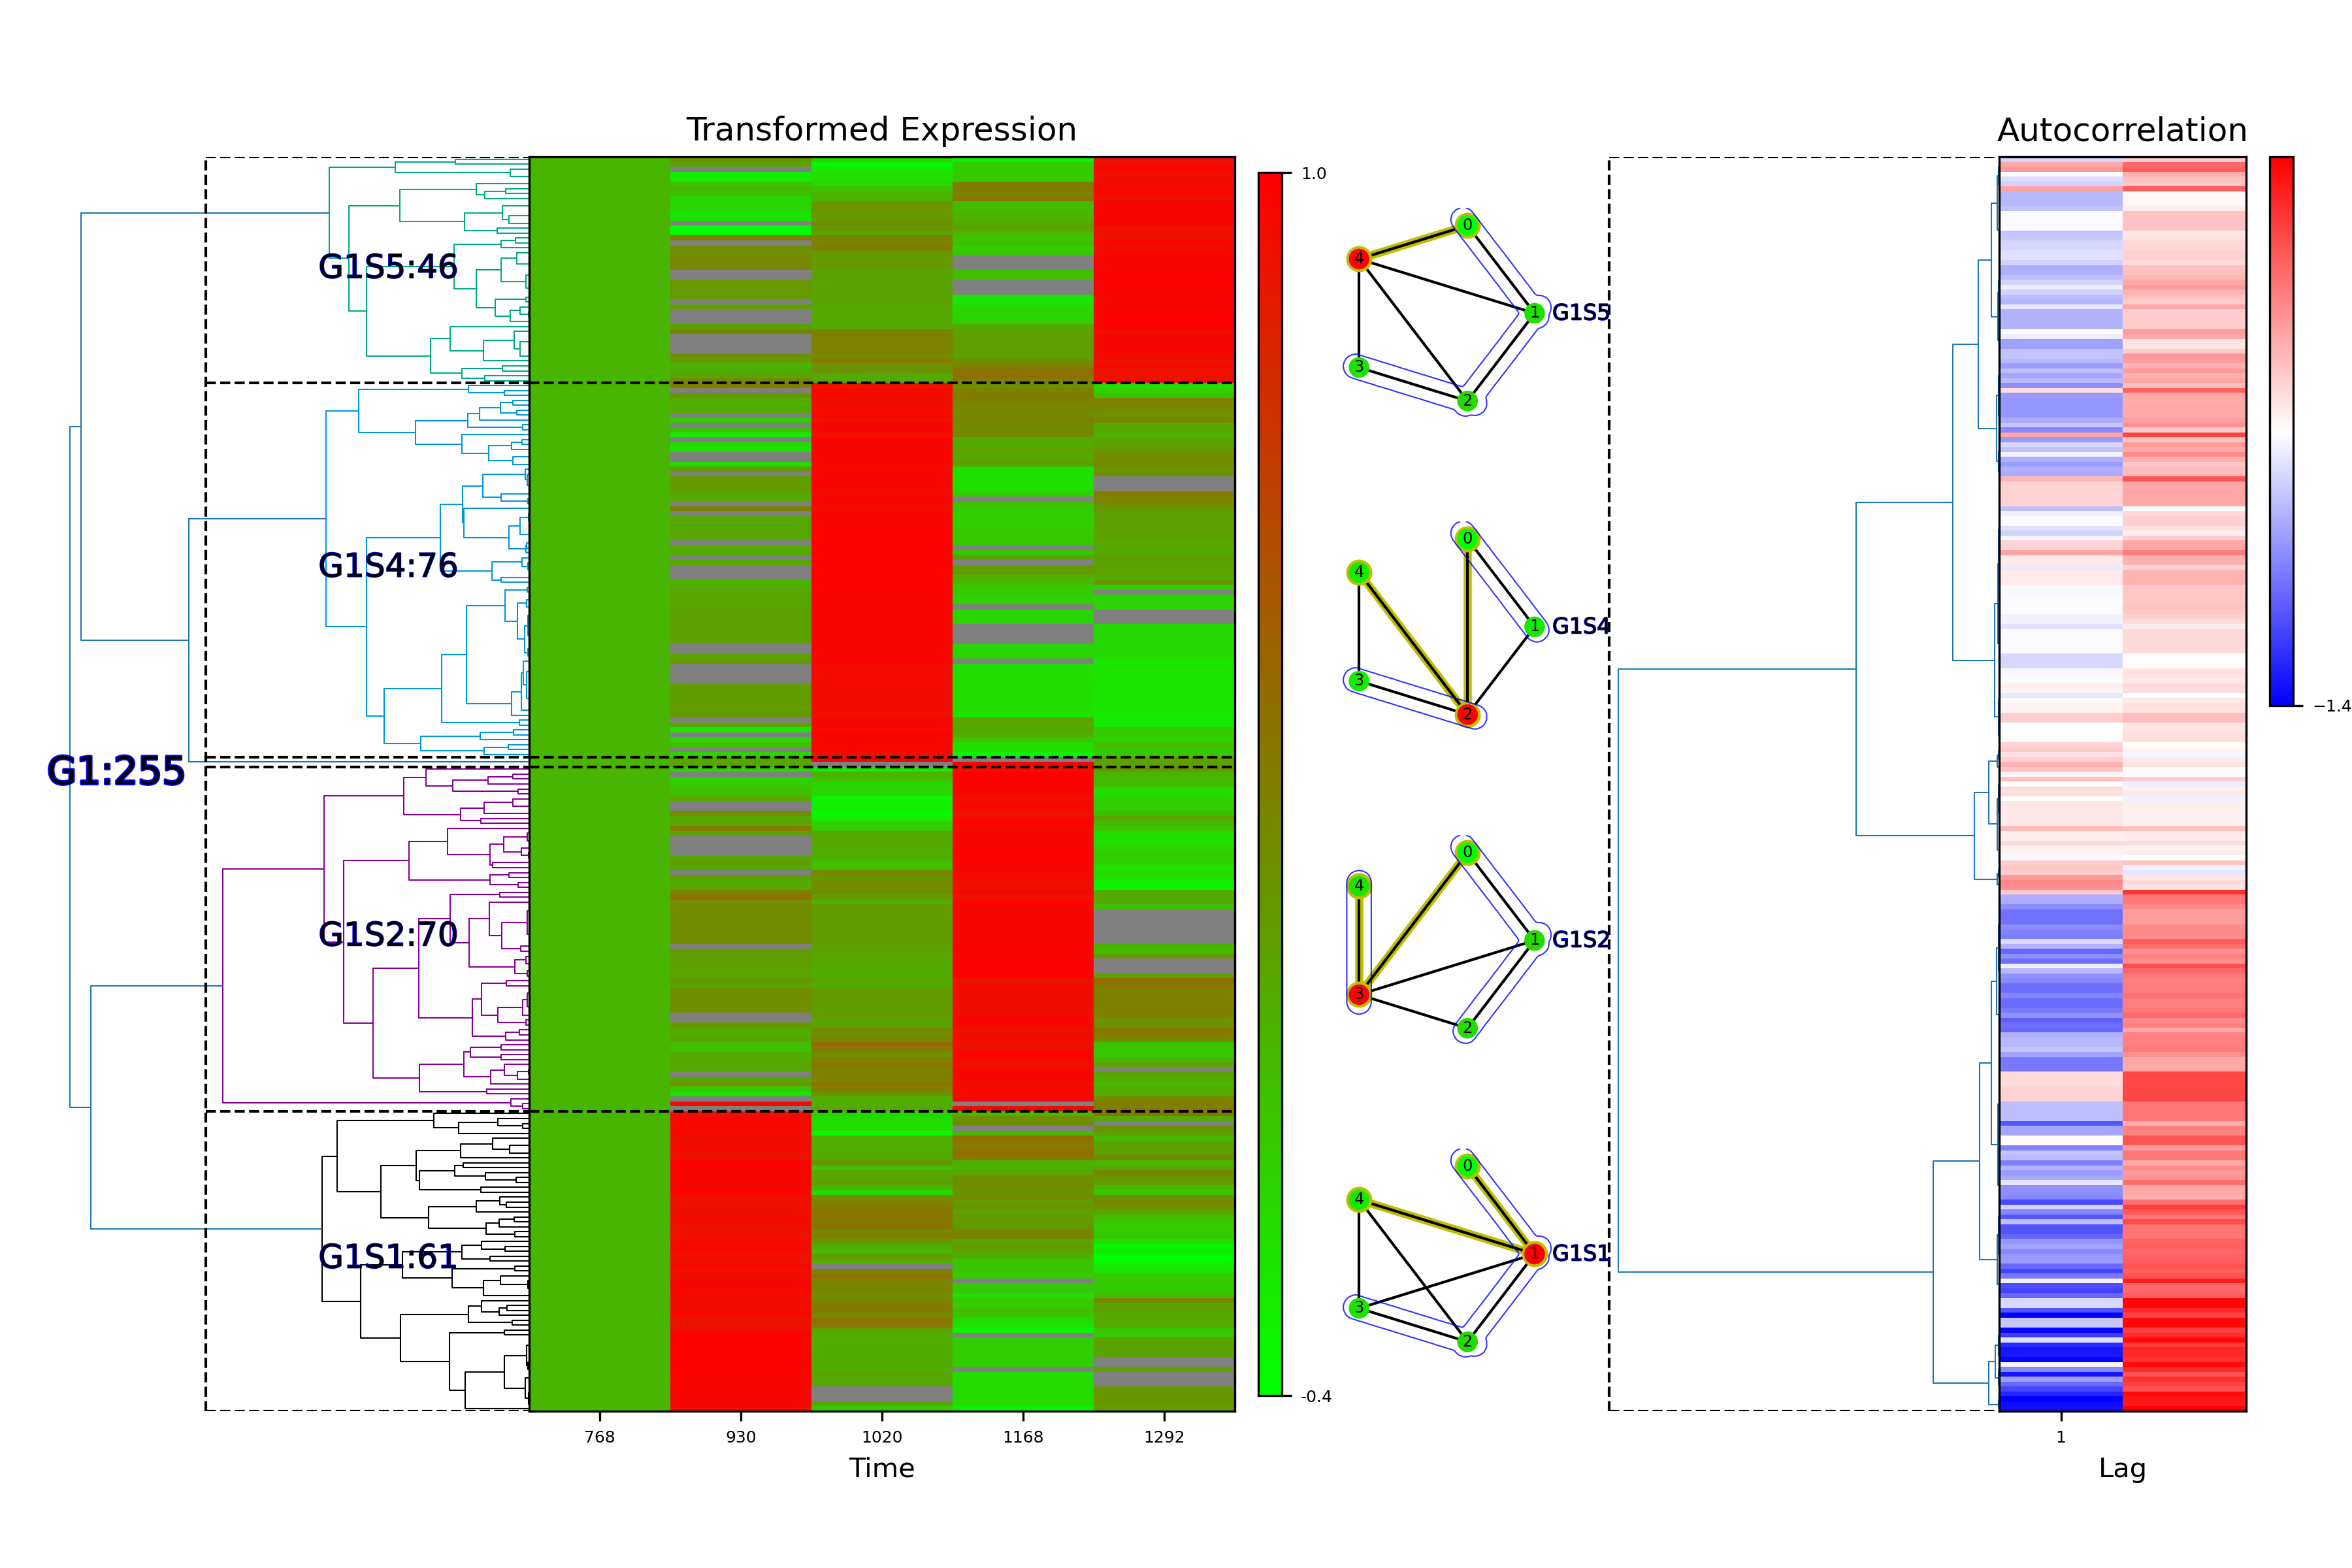 Transformed Expression
Autocorrelation
1.0
-0.4
−1.4
G1:255
G1S5:46
G1S4:76
G1S2:70
G1S1:61
0
4
1
G1S5
3
2
0
4
1
G1S4
3
2
0
4
1
G1S2
3
2
0
4
1
G1S1
3
2
768 930 1020 1168 1292
Time
1
Lag